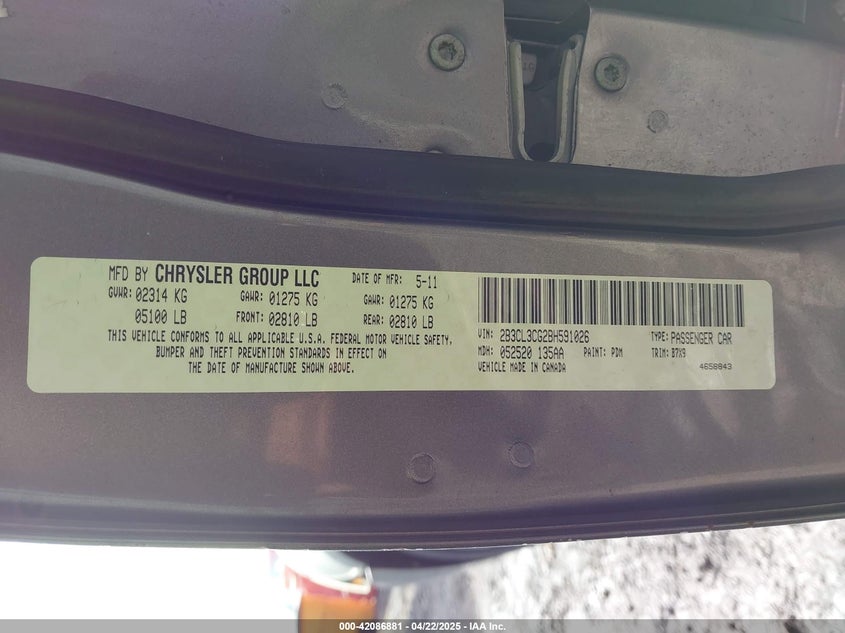 MFD BY CHRYSLER GROUP LLC DATE OF MFR: 5-11
GVWR: 02314 KG GAWR: 01275 KG GAWR: 01275 KG
05100 LB FRONT: 02810 LB REAR: 02810 LB
THIS VEHICLE CONFORMS TO ALL APPLICABLE U.S.A. FEDERAL MOTOR VEHICLE SAFETY,
BUMPER AND THEFT PREVENTION STANDARDS IN EFFECT ON
THE DATE OF MANUFACTURE SHOWN ABOVE.
VIN: 2B3CL3CG2BH591026 TYPE: PASSENGER CAR
MDH: 052520 135AA PAINT: PDM TRIM: B7X9
VEHICLE MADE IN CANADA 4658843
000-42086881 - 04/22/2025 - IAA Inc.